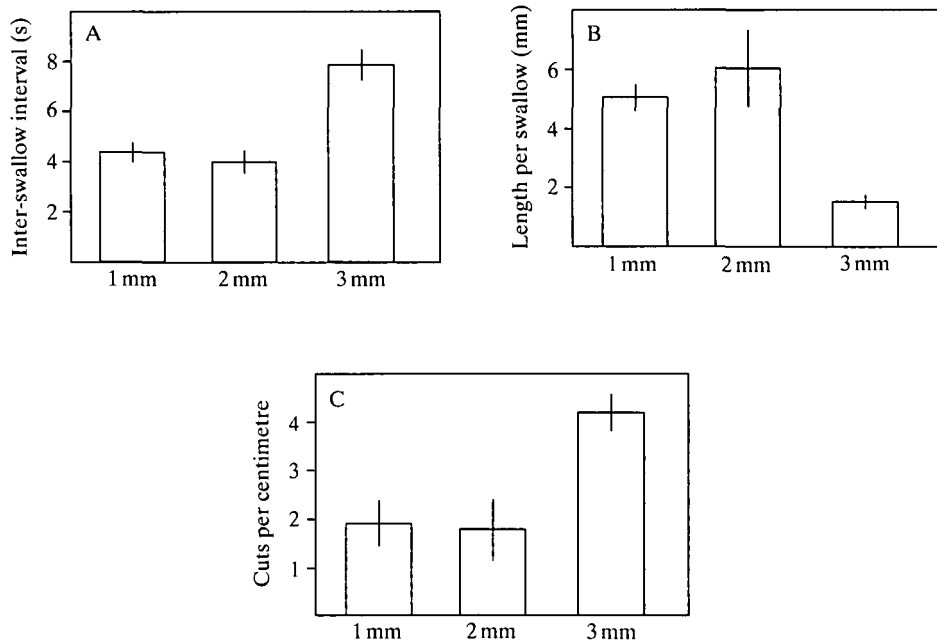 A
Inter-swallow interval (s)
8
6
4
2
1 mm
2 mm
3 mm
B
Length per swallow (mm)
6
4
2
1 mm
2 mm
3 mm
C
Cuts per centimetre
4
3
2
1
1 mm
2 mm
3 mm